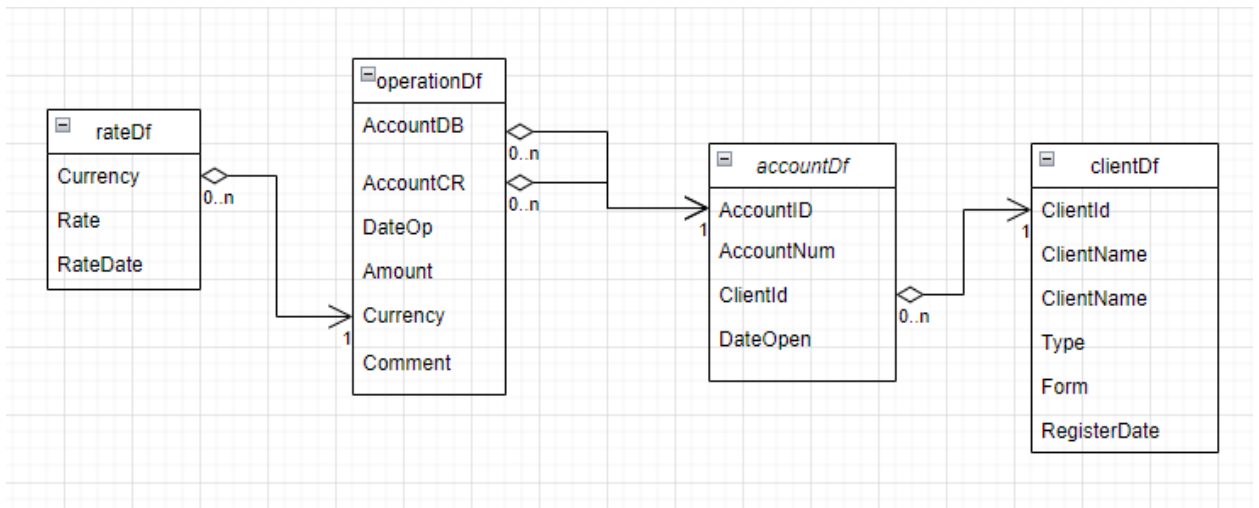 rateDf
Currency
Rate
RateDate
0..n
operationDf
AccountDB
AccountCR
DateOp
Amount
Currency
Comment
1
0..n
0..n
accountDf
AccountID
AccountNum
ClientId
DateOpen
1
0..n
clientDf
ClientId
ClientName
ClientName
Type
Form
RegisterDate
1